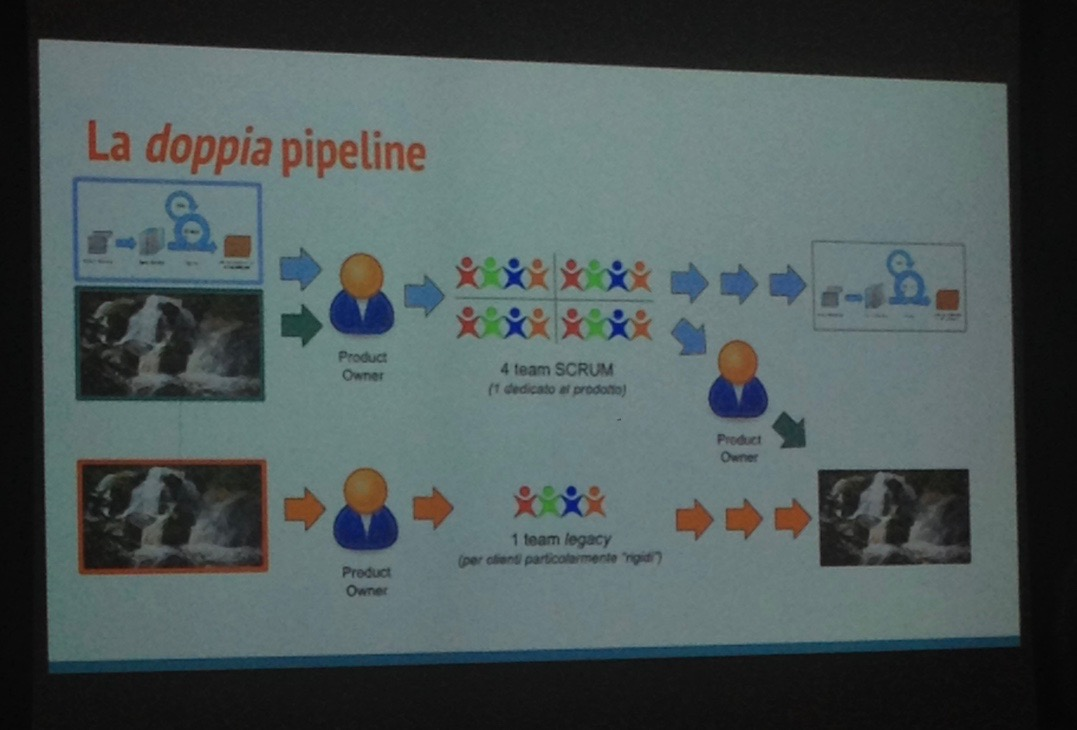 La doppia pipeline
Product
Owner
4 team SCRUM
(1 dedicato al prodotto)
Product
Owner
Product
Owner
1 team legacy
(per clienti particolarmente "rigidi")